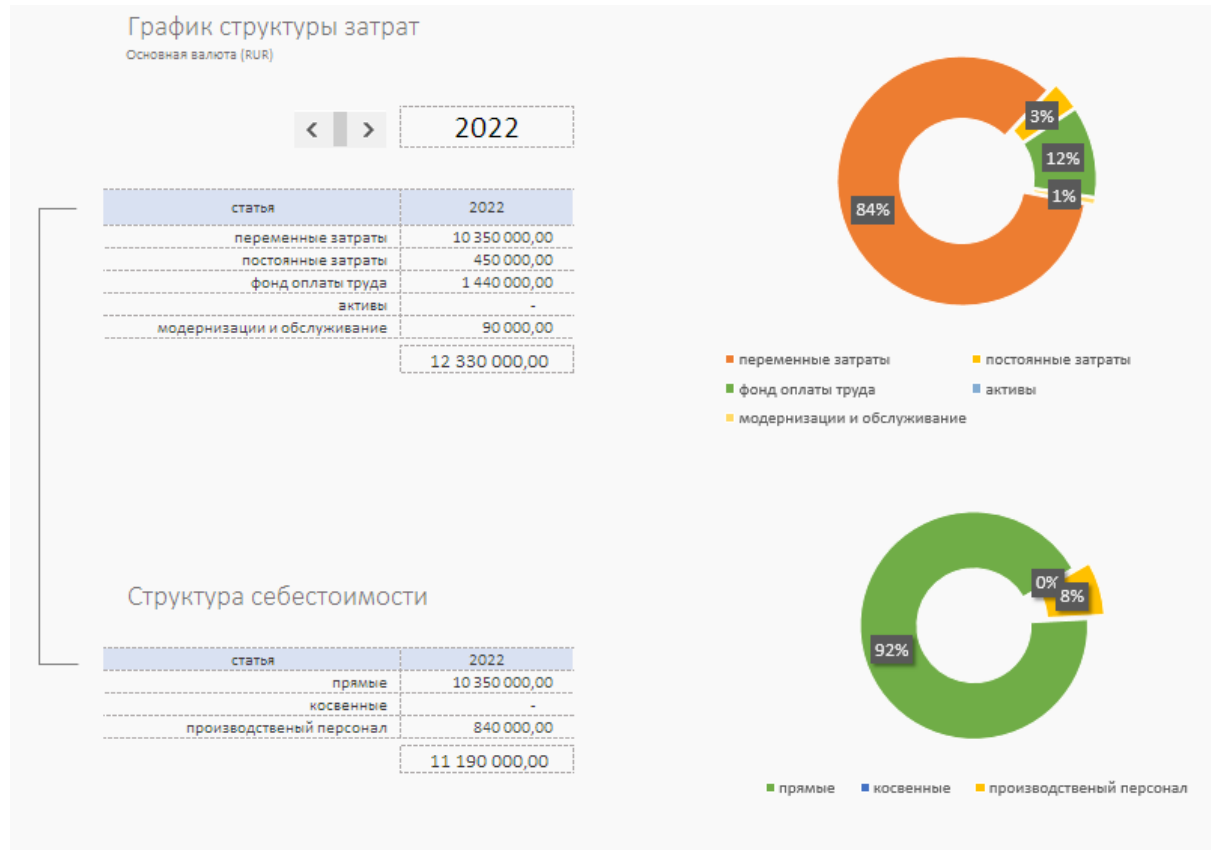 График структуры затрат
Основная валюта (RUR)
2022
статья 2022
переменные затраты 10 350 000,00
постоянные затраты 450 000,00
фонд оплаты труда 1 440 000,00
активы -
модернизации и обслуживание 90 000,00
12 330 000,00
3%
12%
1%
84%
переменные затраты постоянные затраты
фонд оплаты труда активы
модернизации и обслуживание
Структура себестоимости
статья 2022
прямые 10 350 000,00
косвенные -
производственый персонал 840 000,00
11 190 000,00
0%
8%
92%
прямые косвенные производственый персонал